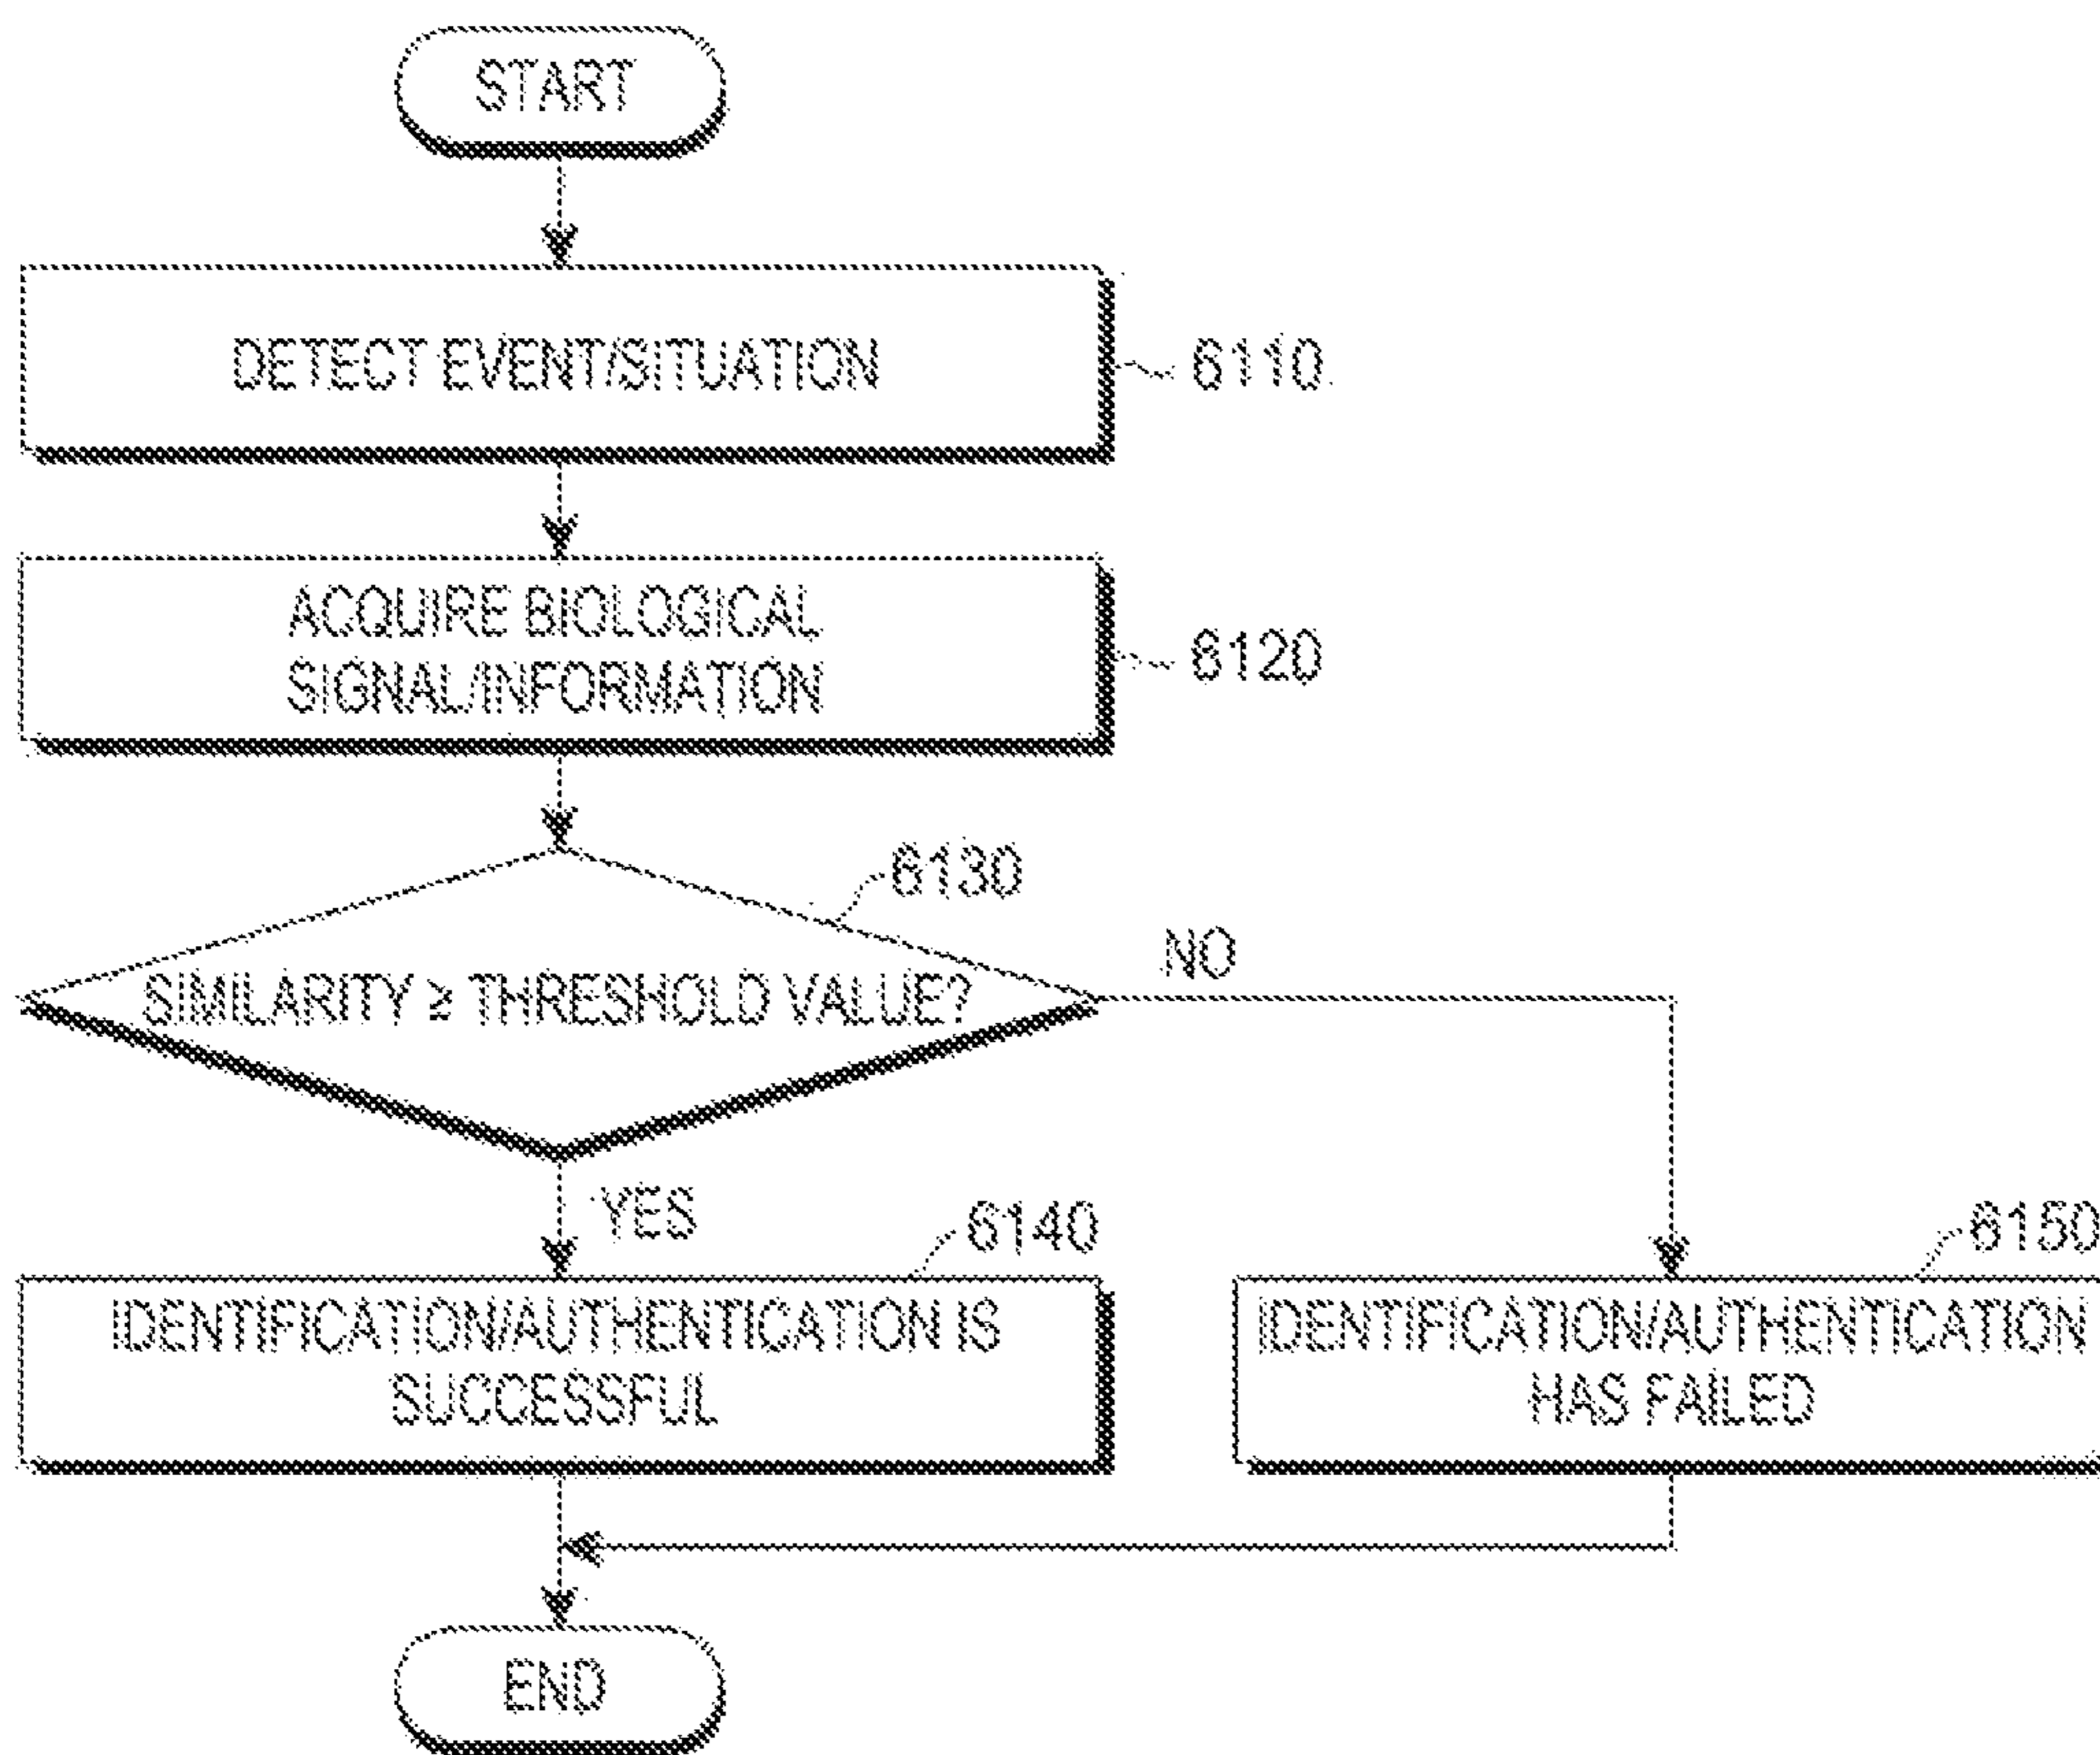 START
DETECT EVENT/SITUATION
6110
ACQUIRE BIOLOGICAL
SIGNAL/INFORMATION
6120
6130
SIMILARITY ≥ THRESHOLD VALUE?
NO
YES
6140
6150
IDENTIFICATION/AUTHENTICATION IS
SUCCESSFUL
IDENTIFICATION/AUTHENTICATION
HAS FAILED
END